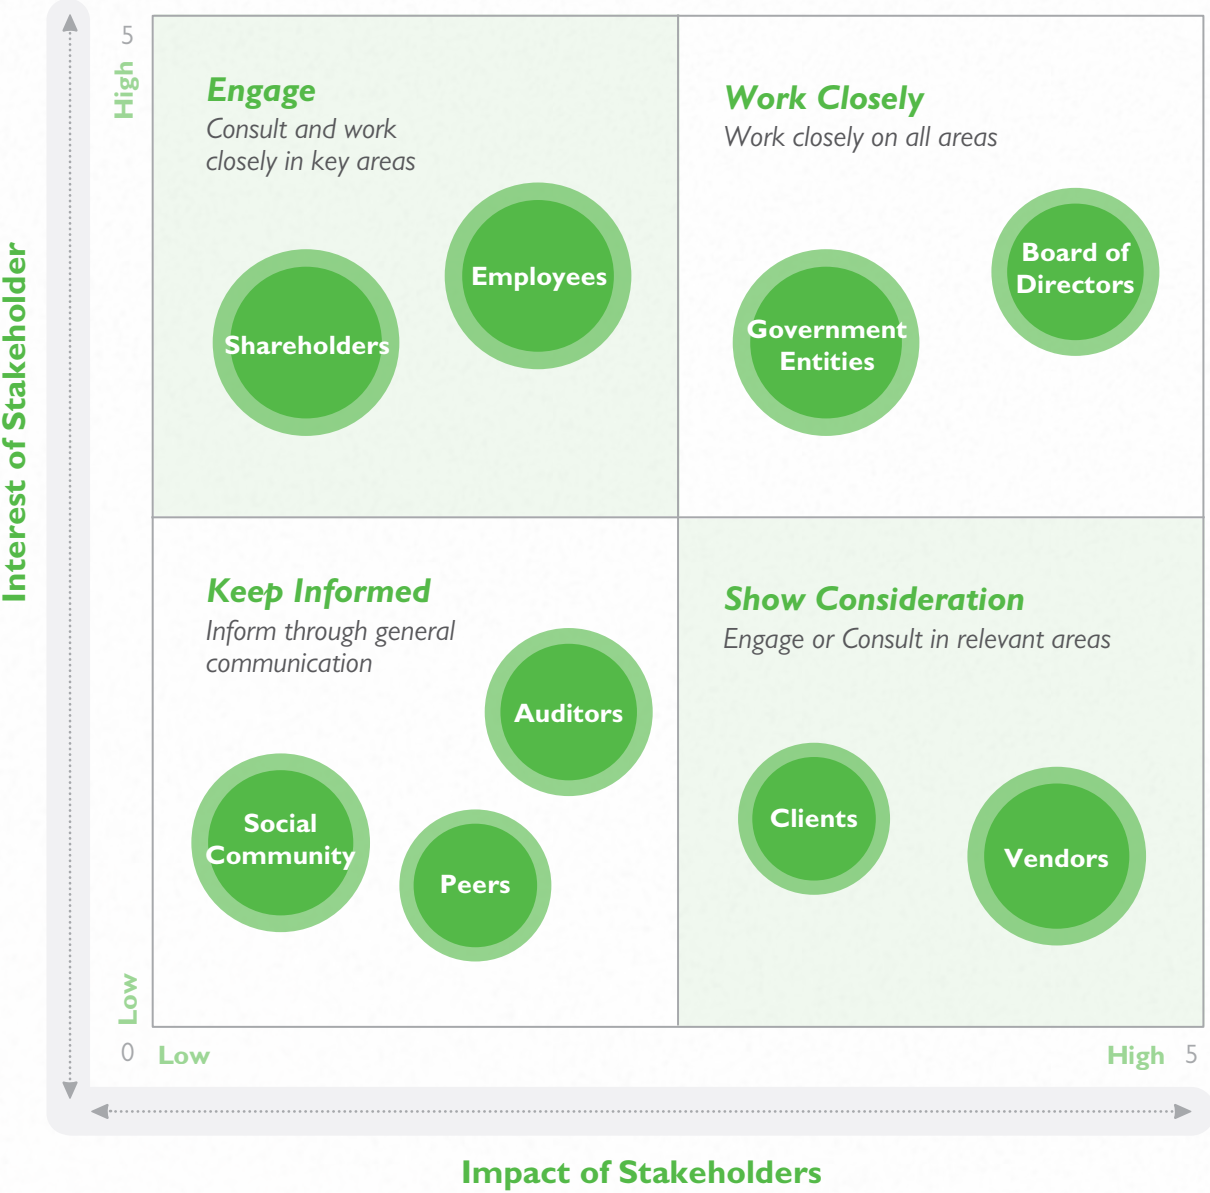 5
High
Engage
Consult and work
closely in key areas
Employees
Shareholders
Work Closely
Work closely on all areas
Board of
Directors
Government
Entities
Interest of Stakeholder
Keep Informed
Inform through general
communication
Auditors
Social
Community
Peers
Show Consideration
Engage or Consult in relevant areas
Clients
Vendors
Low
0
Low
High
5
Impact of Stakeholders